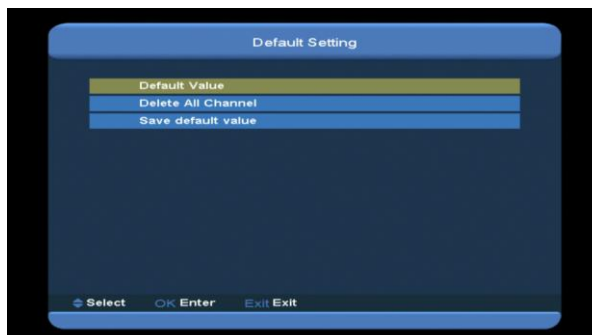 Default Setting
Default Value
Delete All Channel
Save default value
Select OK Enter Exit Exit